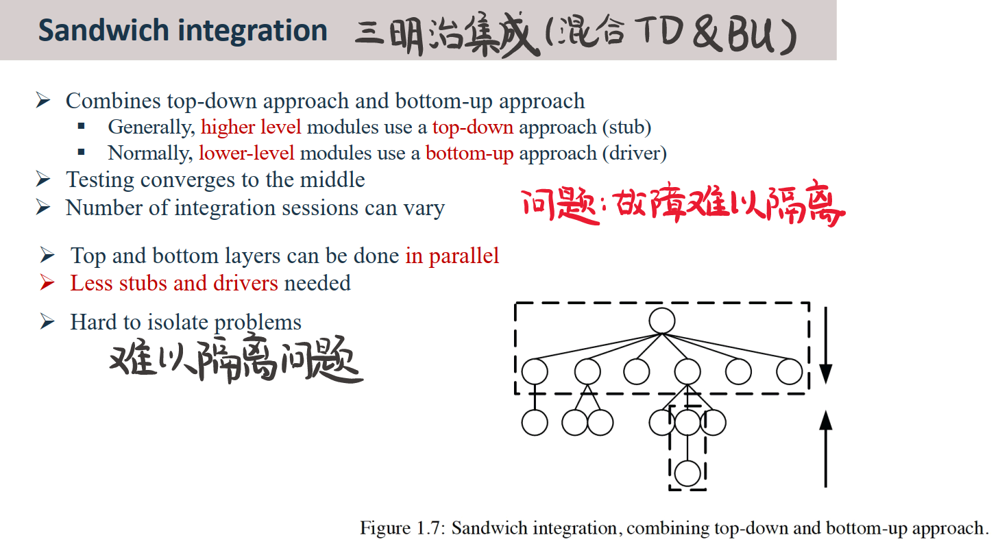 Sandwich integration 三明治集成(混合TD&BU)
➢ Combines top-down approach and bottom-up approach
▪ Generally, higher level modules use a top-down approach (stub)
▪ Normally, lower-level modules use a bottom-up approach (driver)
➢ Testing converges to the middle
➢ Number of integration sessions can vary
问题:故障难以隔离
➢ Top and bottom layers can be done in parallel
➢ Less stubs and drivers needed
➢ Hard to isolate problems
难以隔离问题
Figure 1.7: Sandwich integration, combining top-down and bottom-up approach.